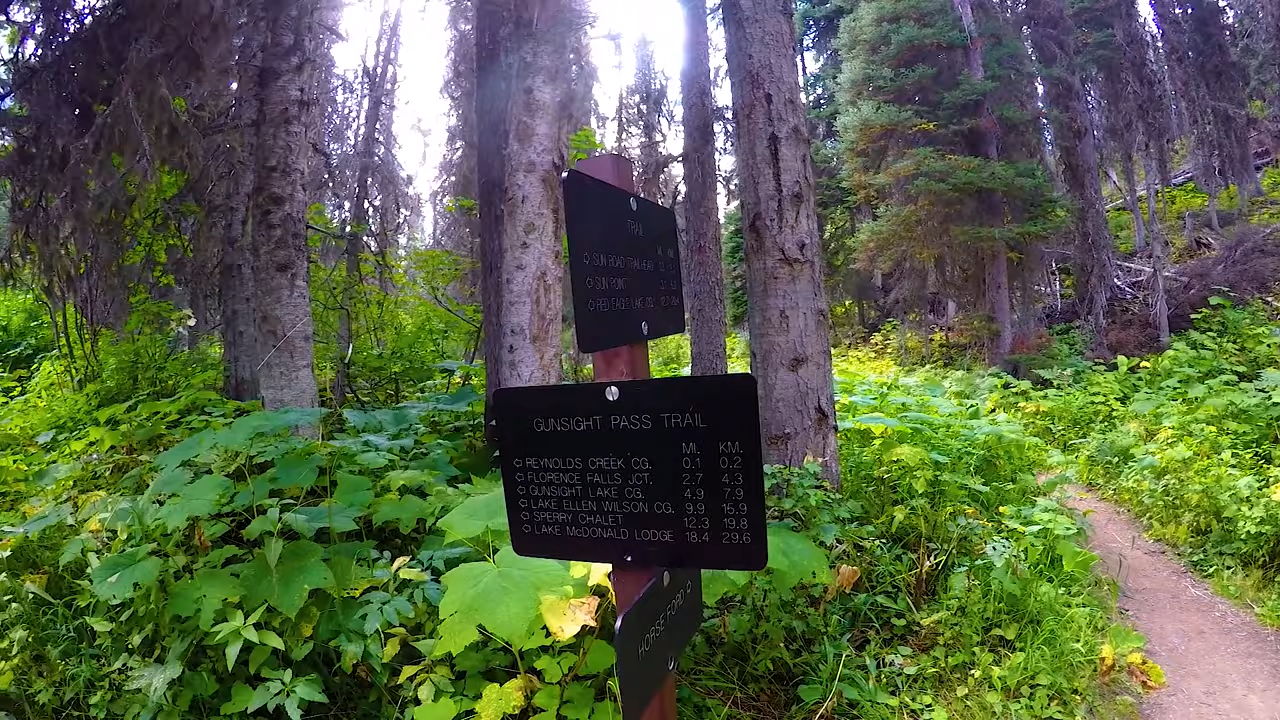 TRAIL
MI. KM.
SUN ROAD TRAILHEAD
SUN POINT
RED EAGLE LAKE CG.
GUNSIGHT PASS TRAIL
MI. KM.
REYNOLDS CREEK CG. 0.1 0.2
FLORENCE FALLS JCT. 2.7 4.3
GUNSIGHT LAKE CG. 4.9 7.9
LAKE ELLEN WILSON CG. 9.9 15.9
SPERRY CHALET 12.3 19.8
LAKE McDONALD LODGE 18.4 29.6
HORSE FORD